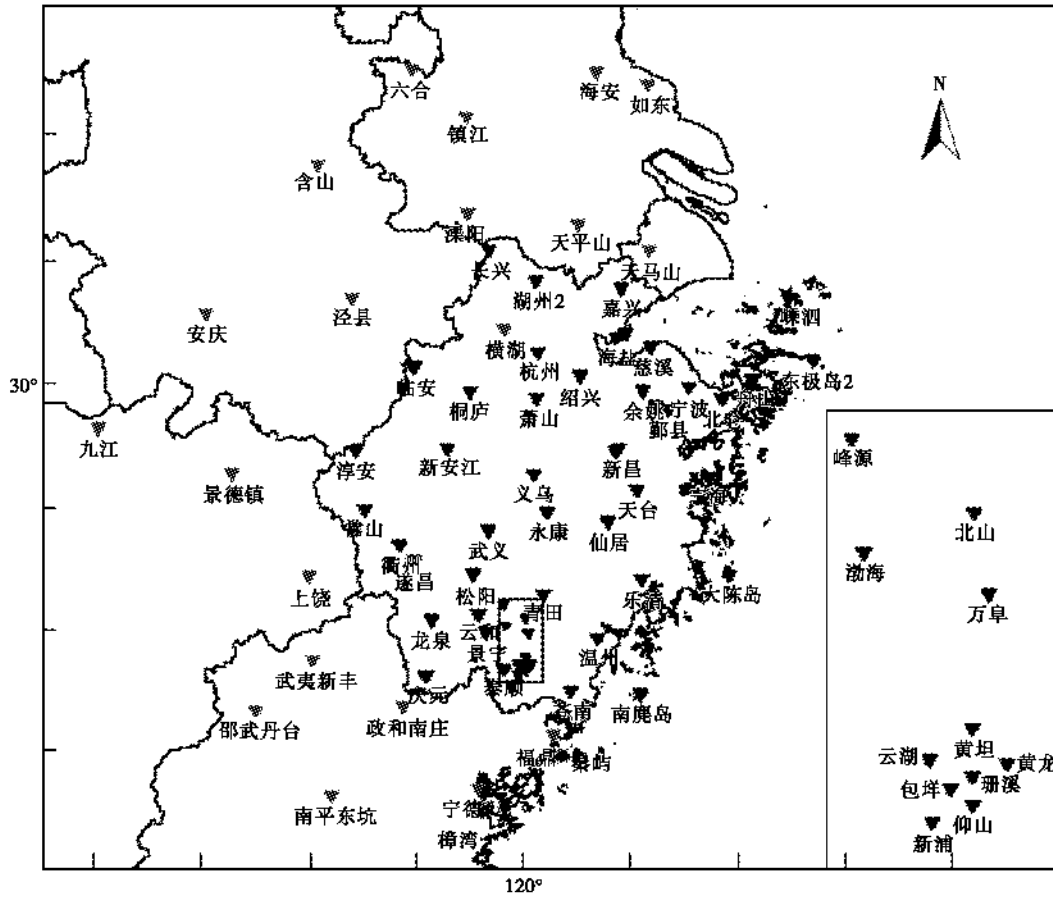 六合
海安
如东
N
镇江
含山
溧阳
天平山
天马山
长兴
湖州2
嘉兴
嵊泗
泾县
安庆
横湖
海盐
慈溪
杭州
东极岛2
30°
临安
桐庐
绍兴
萧山
余姚
宁波
鄞县
九江
淳安
新安江
新昌
峰源
景德镇
义乌
天台
永康
仙居
北山
武义
衢州
遂昌
渤海
上饶
松阳
乐清
大陈岛
青田
万阜
龙泉
云和
景宁
温州
武夷新丰
庆元
泰顺
苍南
南麂岛
邵武丹台
政和南庄
福鼎
秦屿
黄坦
云湖
黄龙
珊溪
包垟
南平东坑
宁德
仰山
樟湾
新浦
120°